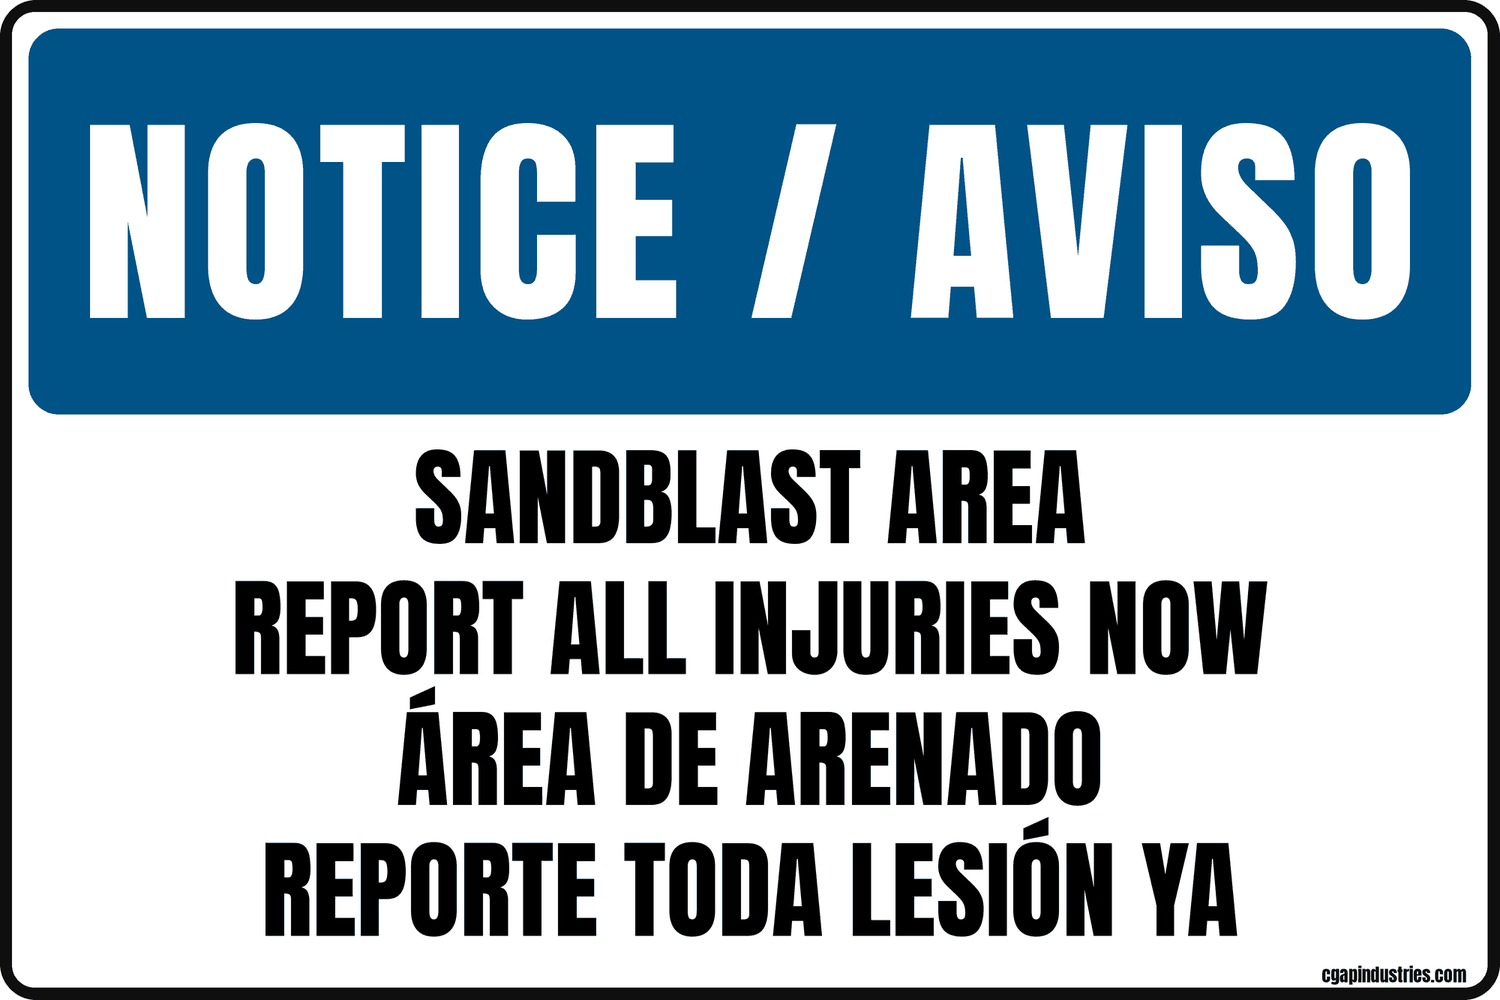 NOTICE / AVISO
SANDBLAST AREA
REPORT ALL INJURIES NOW
ÁREA DE ARENADO
REPORTE TODA LESIÓN YA
cgapindustries.com